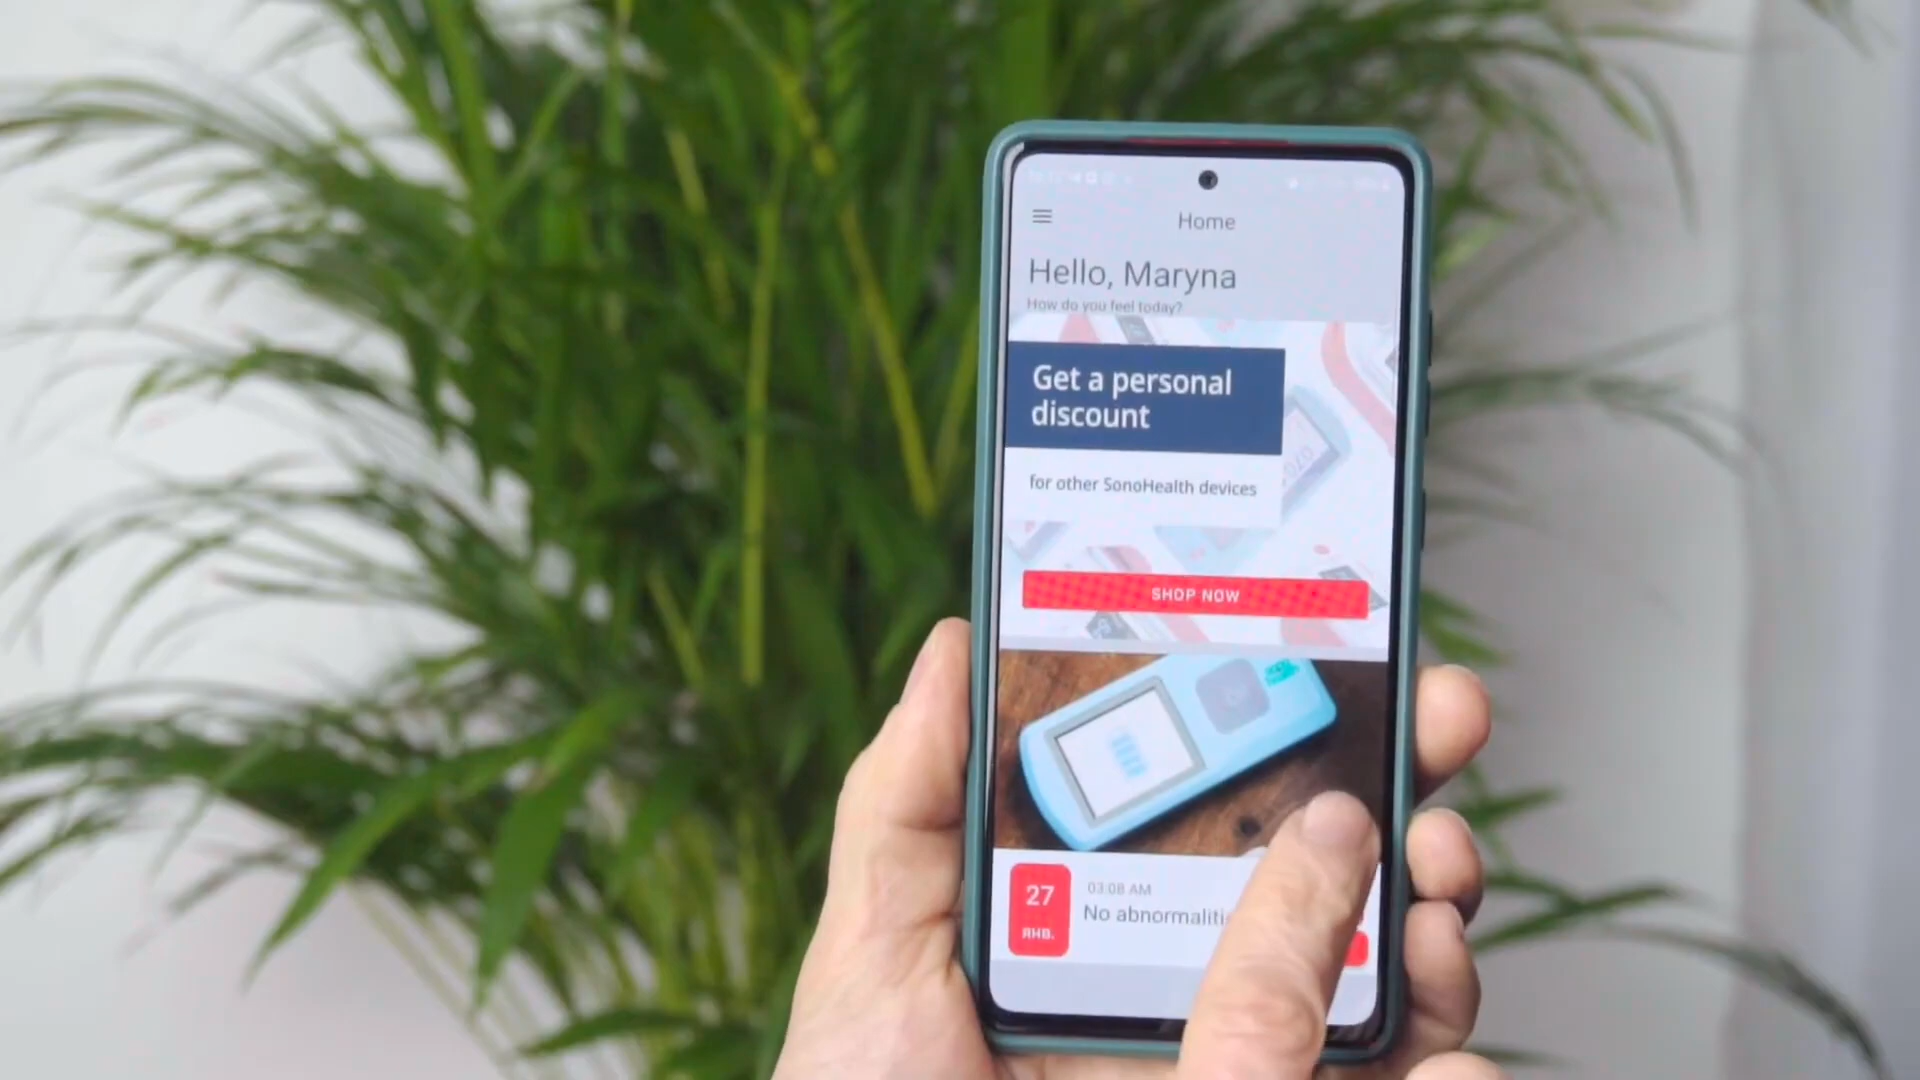 Home
Hello, Maryna
How do you feel today?
Get a personal
discount
for other SonoHealth devices
SHOP NOW
27
ЯНВ.
03:08 AM
No abnormaliti